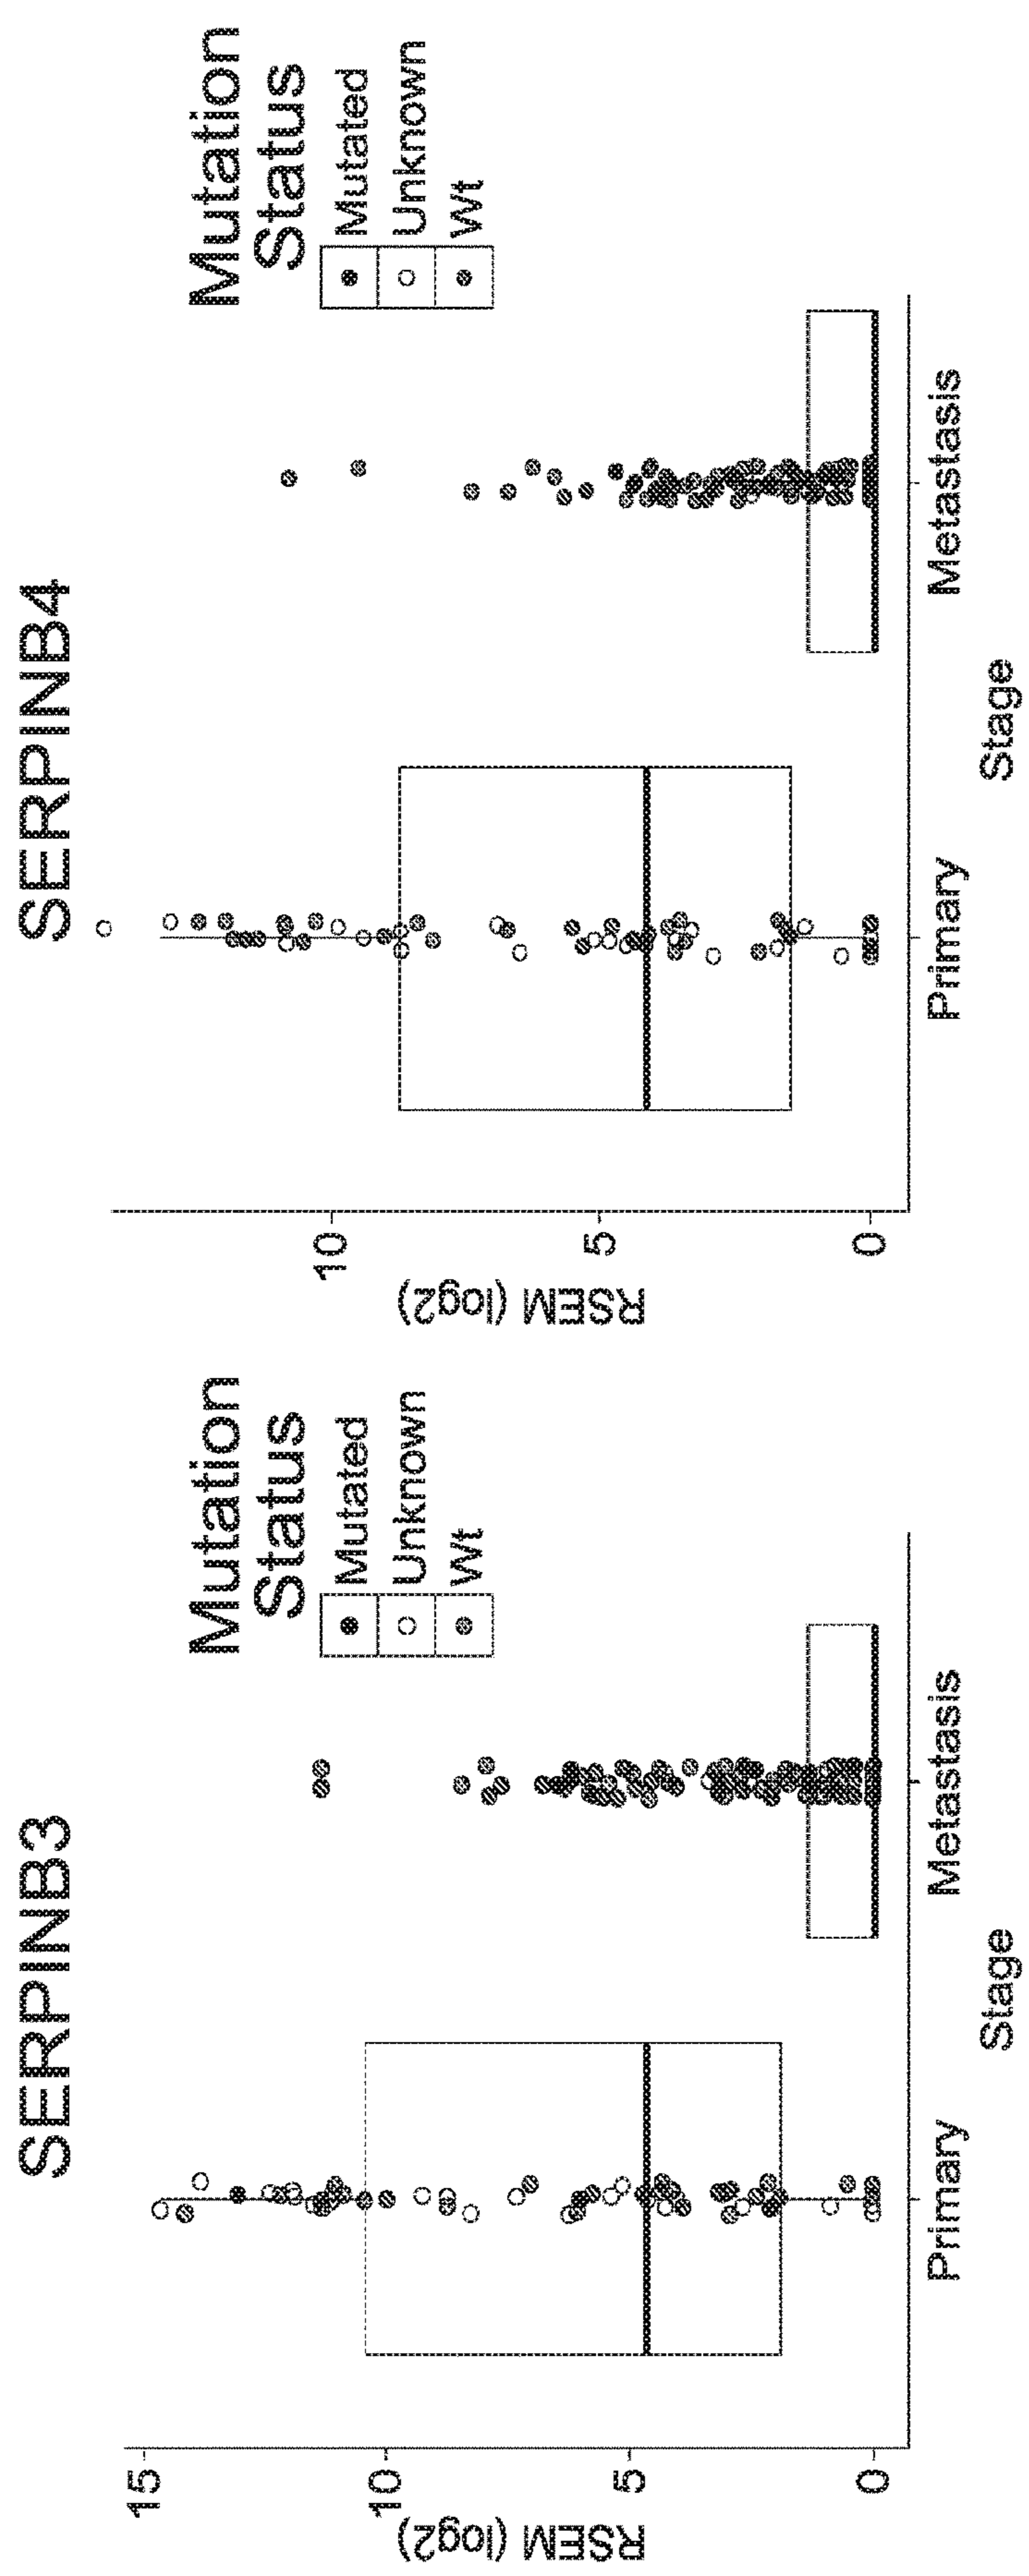 SERPINB3
RSEM (log2)
15
10
5
0
Primary
Metastasis
Stage
Mutation
Status
Mutated
Unknown
Wt
SERPINB4
RSEM (log2)
10
5
0
Primary
Metastasis
Stage
Mutation
Status
Mutated
Unknown
Wt